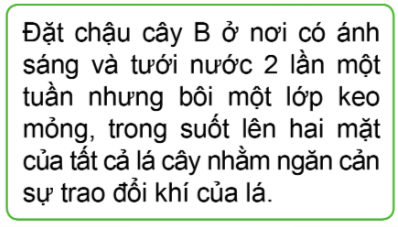 Đặt chậu cây B ở nơi có ánh
sáng và tưới nước 2 lần một
tuần nhưng bôi một lớp keo
mỏng, trong suốt lên hai mặt
của tất cả lá cây nhằm ngăn cản
sự trao đổi khí của lá.